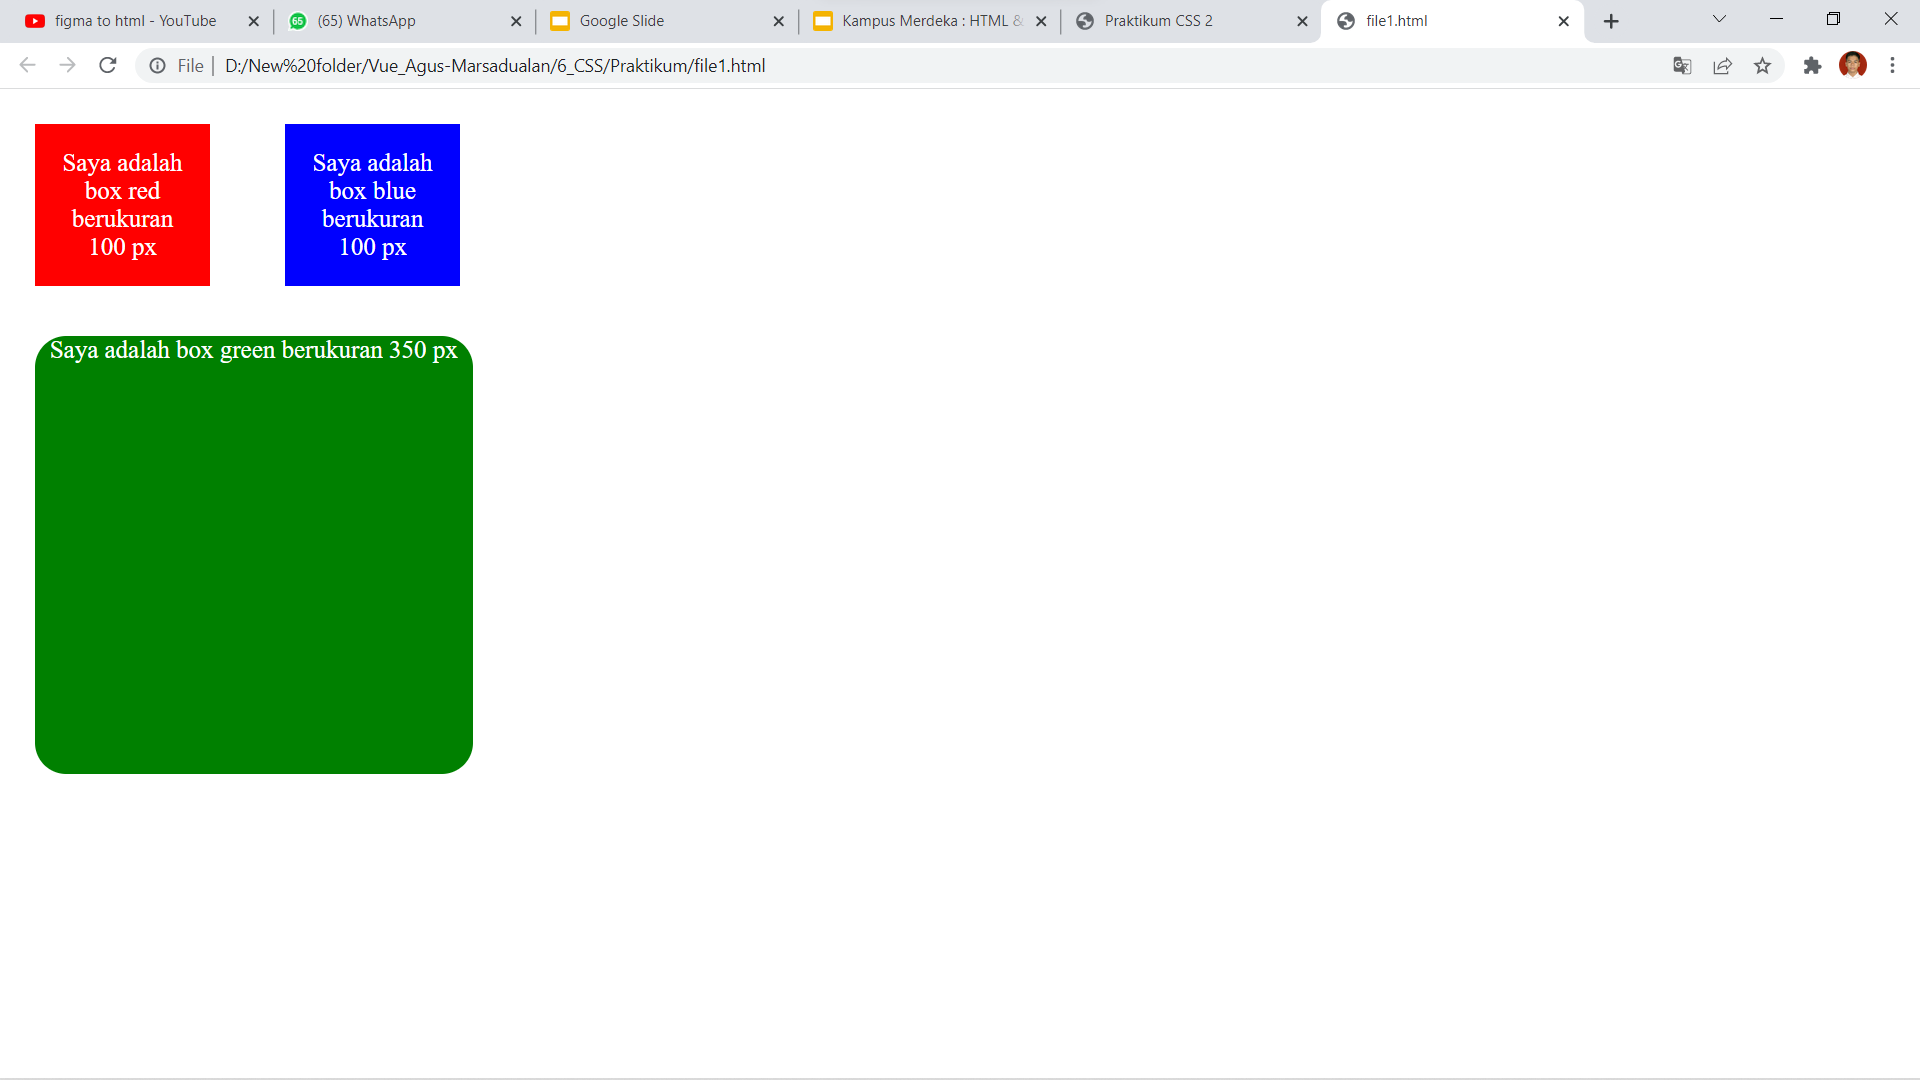 figma to html - YouTube
(65) WhatsApp
Google Slide
Kampus Merdeka : HTML &
Praktikum CSS 2
file1.html
File
D:/New%20folder/Vue_Agus-Marsadualan/6_CSS/Praktikum/file1.html
Saya adalah
box red
berukuran
100 px
Saya adalah
box blue
berukuran
100 px
Saya adalah box green berukuran 350 px